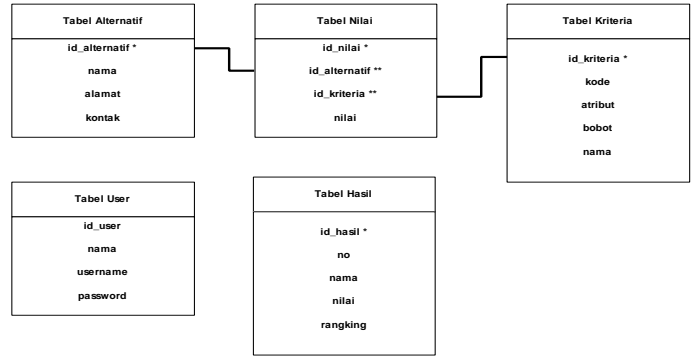 Tabel Alternatif
id_alternatif *
nama
alamat
kontak
Tabel Nilai
id_nilai *
id_alternatif **
id_kriteria **
nilai
Tabel Kriteria
id_kriteria *
kode
atribut
bobot
nama
Tabel User
id_user
nama
username
password
Tabel Hasil
id_hasil *
no
nama
nilai
rangking